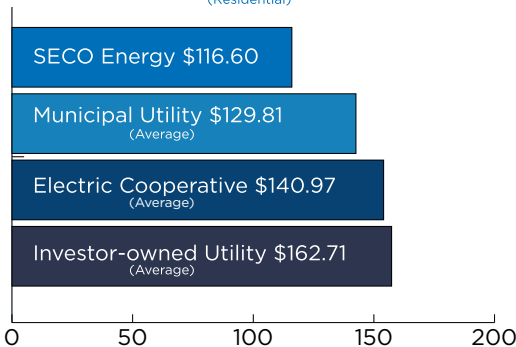 (Residential)
SECO Energy $116.60
Municipal Utility $129.81
(Average)
Electric Cooperative $140.97
(Average)
Investor-owned Utility $162.71
(Average)
0 50 100 150 200